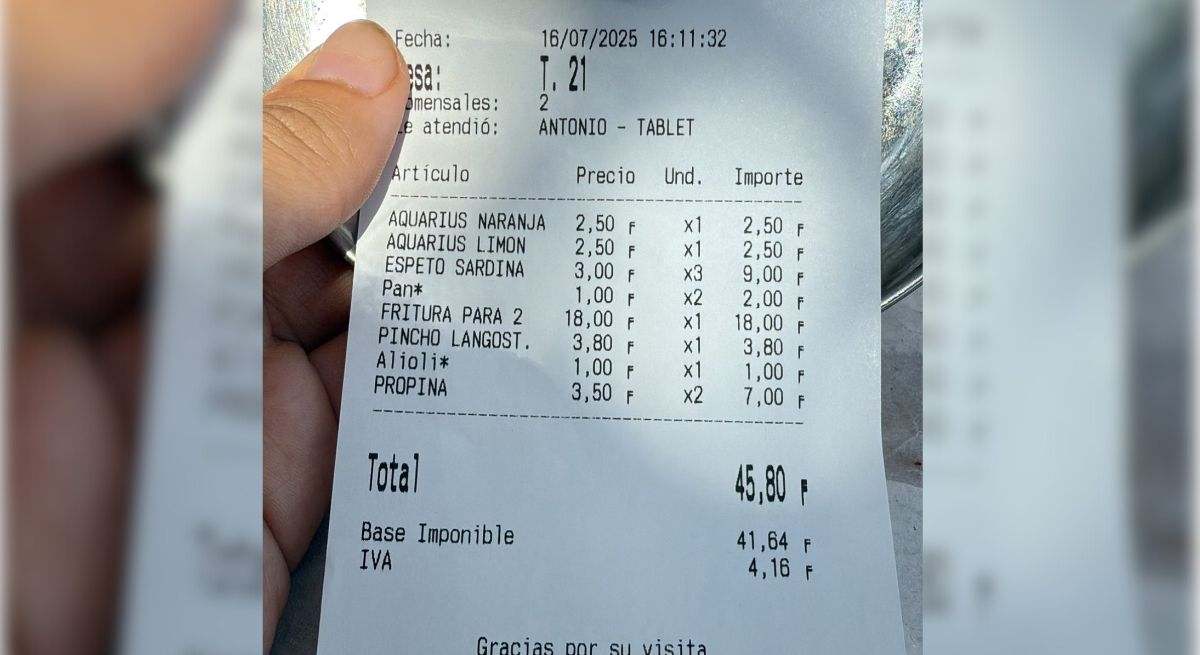 Fecha: 16/07/2025 16:11:32
esa: T. 21
omensales: 2
e atendió: ANTONIO - TABLET
Artículo Precio Und. Importe
AQUARIUS NARANJA 2,50 F x1 2,50 F
AQUARIUS LIMON 2,50 F x1 2,50 F
ESPETO SARDINA 3,00 F x3 9,00 F
Pan* 1,00 F x2 2,00 F
FRITURA PARA 2 18,00 F x1 18,00 F
PINCHO LANGOST. 3,80 F x1 3,80 F
Alioli* 1,00 F x1 1,00 F
PROPINA 3,50 F x2 7,00 F
Total 45,80 F
Base Imponible 41,64 F
IVA 4,16 F
Gracias por su visita